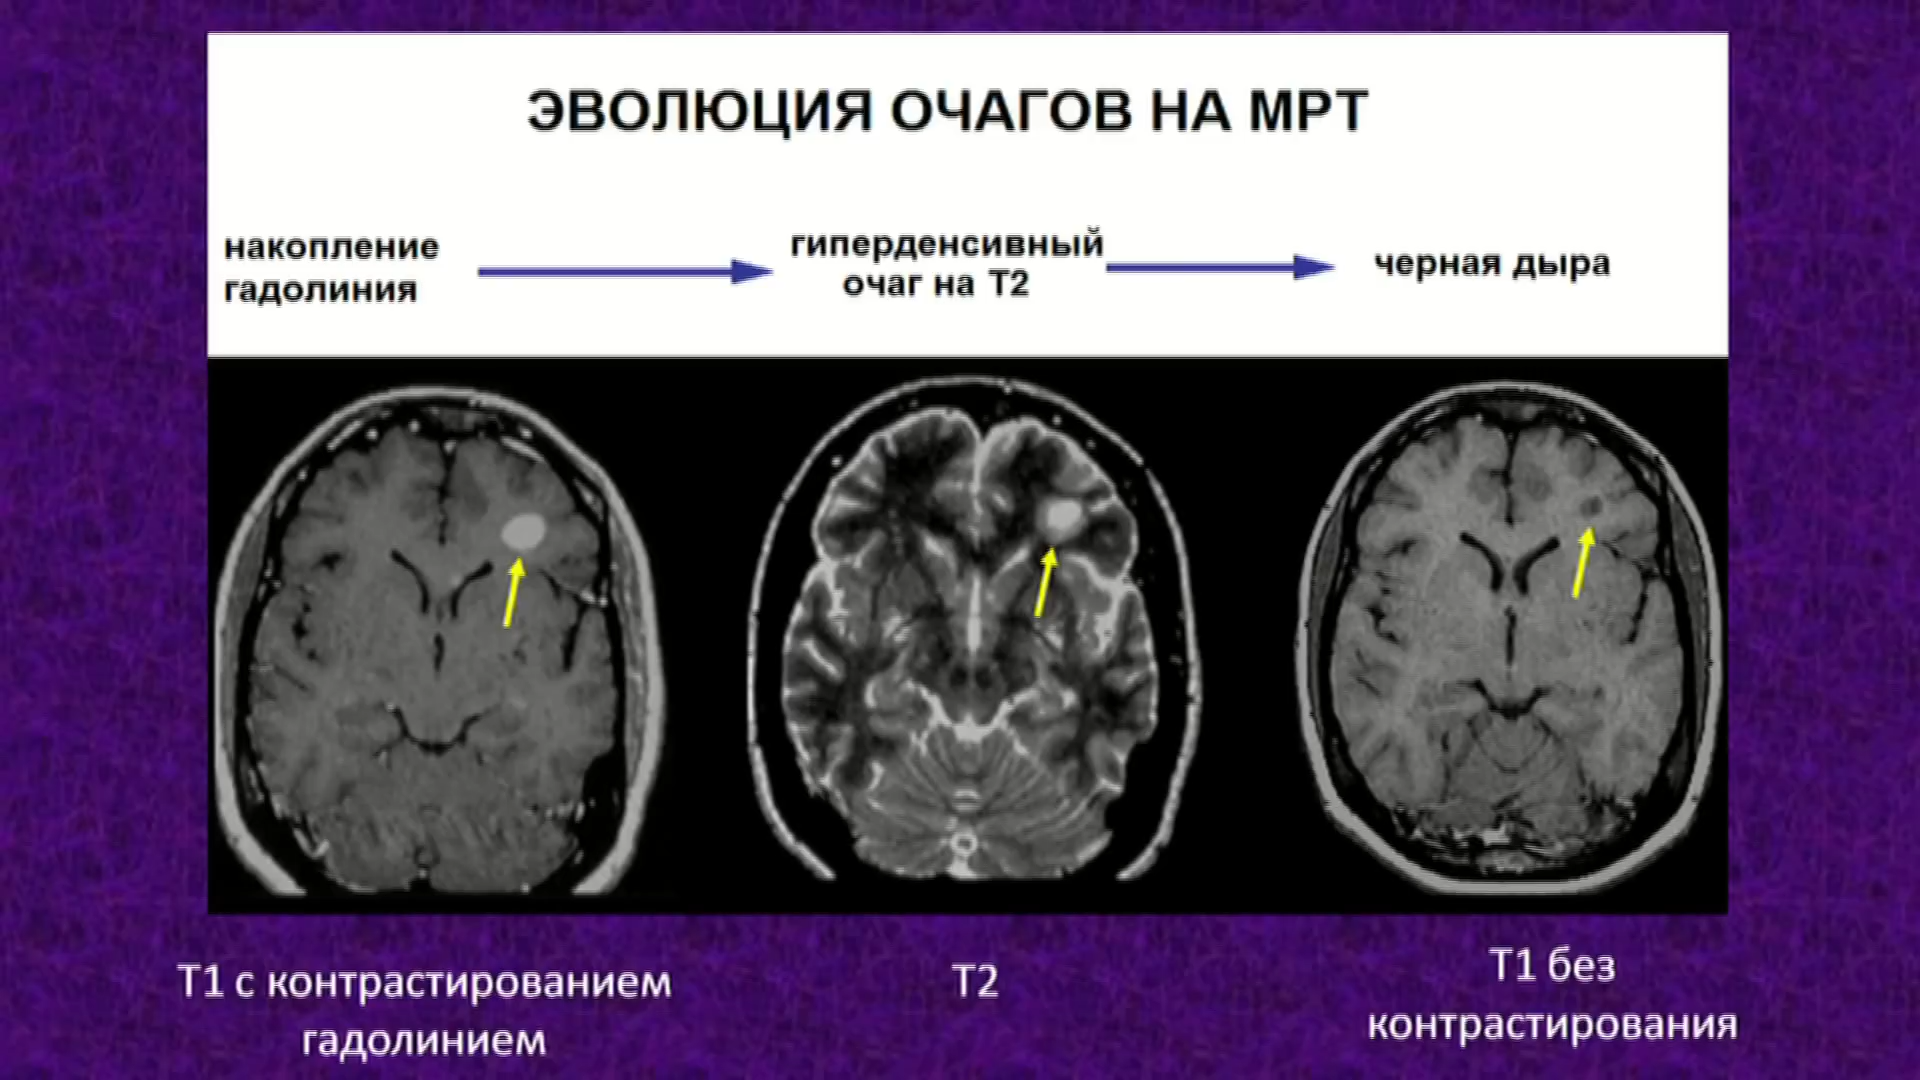 ЭВОЛЮЦИЯ ОЧАГОВ НА МРТ
накопление
гадолиния
гиперденсивный
очаг на Т2
черная дыра
Т1 с контрастированием
гадолинием
Т2
Т1 без
контрастирования